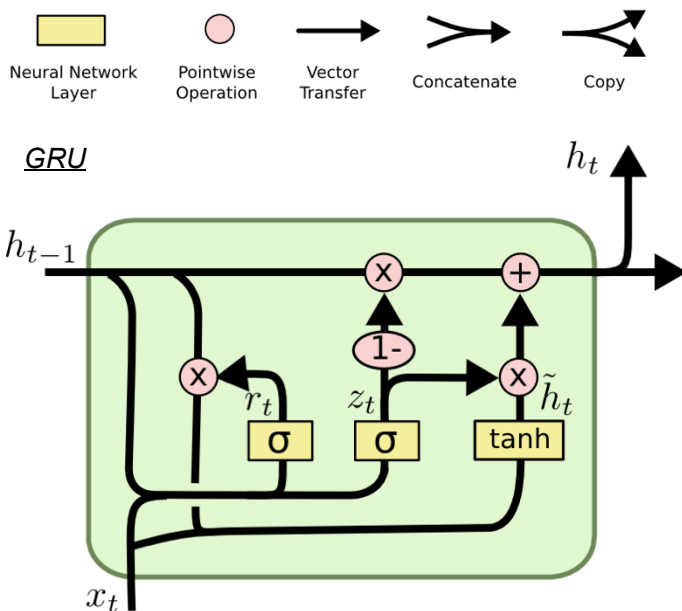 Neural Network
Layer
Pointwise
Operation
Vector
Transfer
Concatenate
Copy
GRU
h_t
h_{t-1}
x
+
1-
x
r_t
z_t
x
h̃_t
σ
σ
tanh
x_t